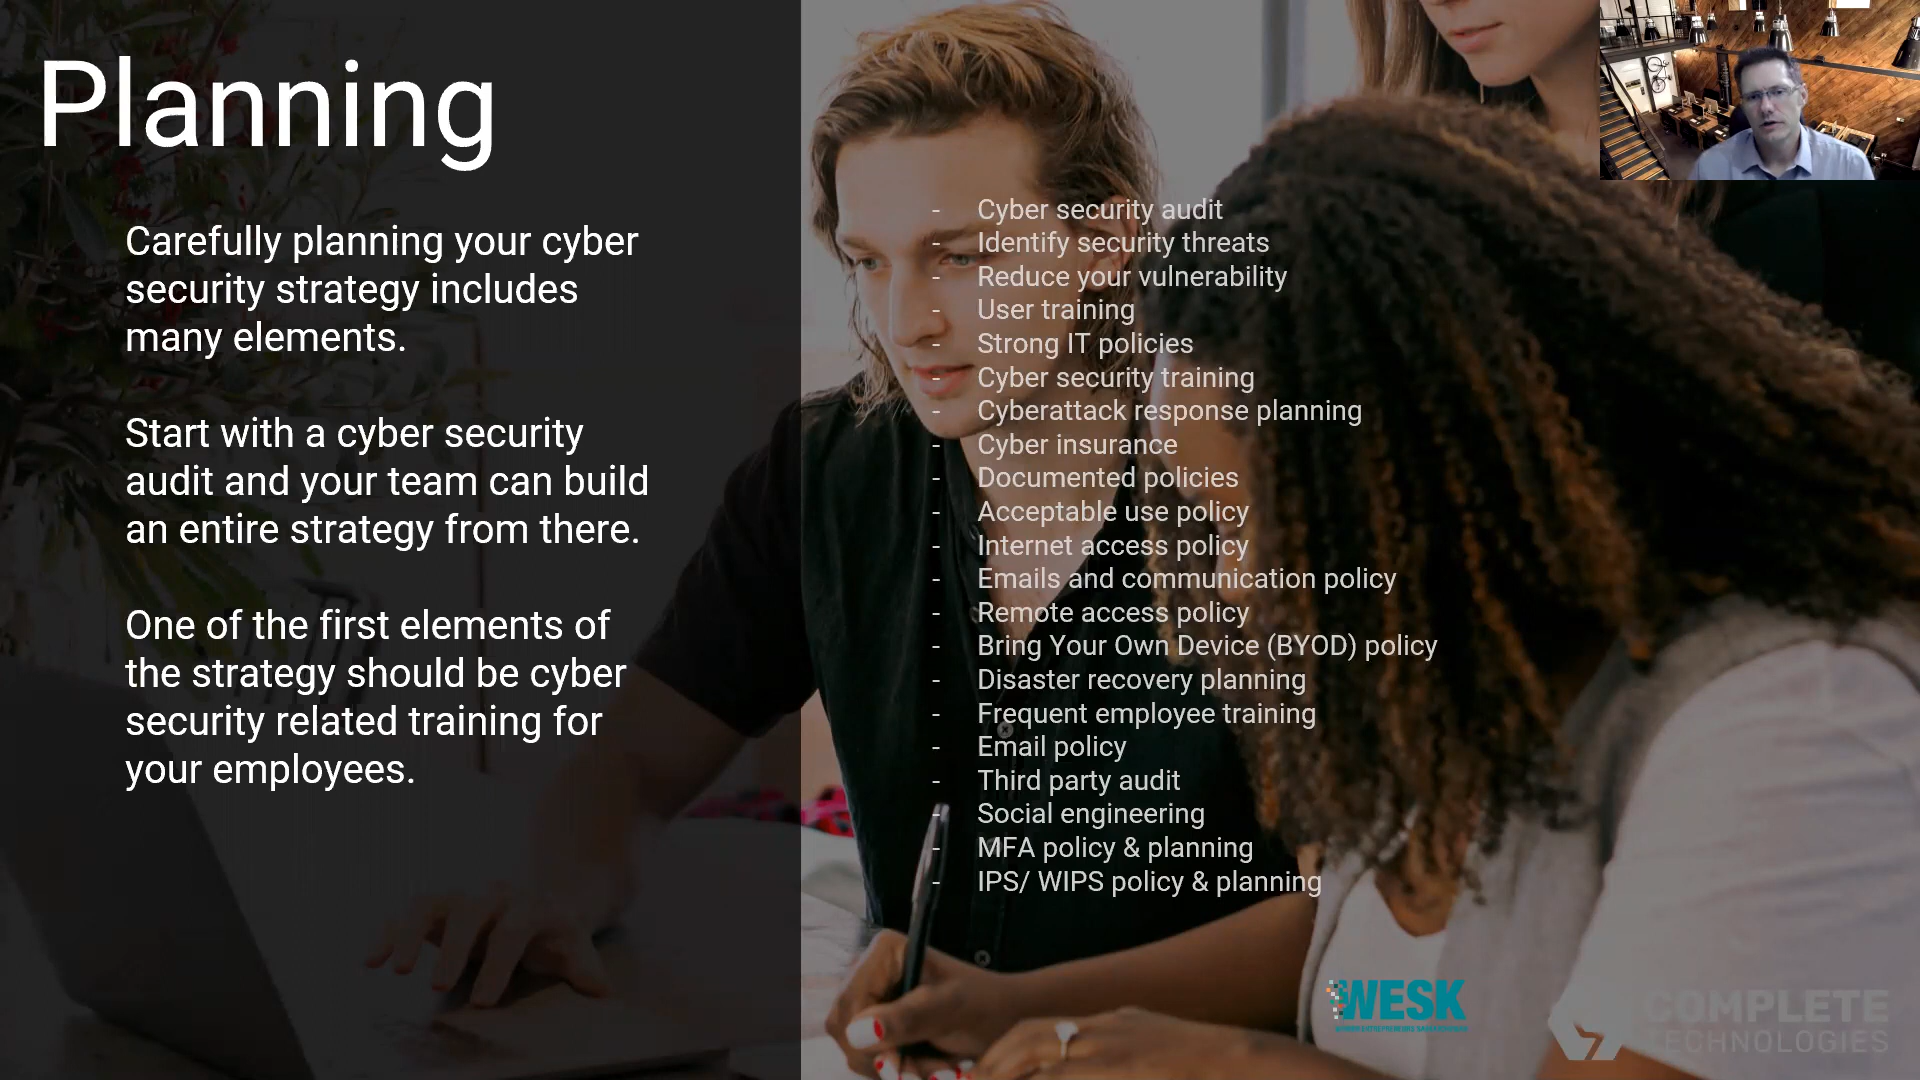 Planning
Carefully planning your cyber
security strategy includes
many elements.
Start with a cyber security
audit and your team can build
an entire strategy from there.
One of the first elements of
the strategy should be cyber
security related training for
your employees.
- Cyber security audit
- Identify security threats
- Reduce your vulnerability
- User training
- Strong IT policies
- Cyber security training
- Cyberattack response planning
- Cyber insurance
- Documented policies
- Acceptable use policy
- Internet access policy
- Emails and communication policy
- Remote access policy
- Bring Your Own Device (BYOD) policy
- Disaster recovery planning
- Frequent employee training
- Email policy
- Third party audit
- Social engineering
- MFA policy & planning
- IPS/ WIPS policy & planning
WESK
COMPLETE
TECHNOLOGIES